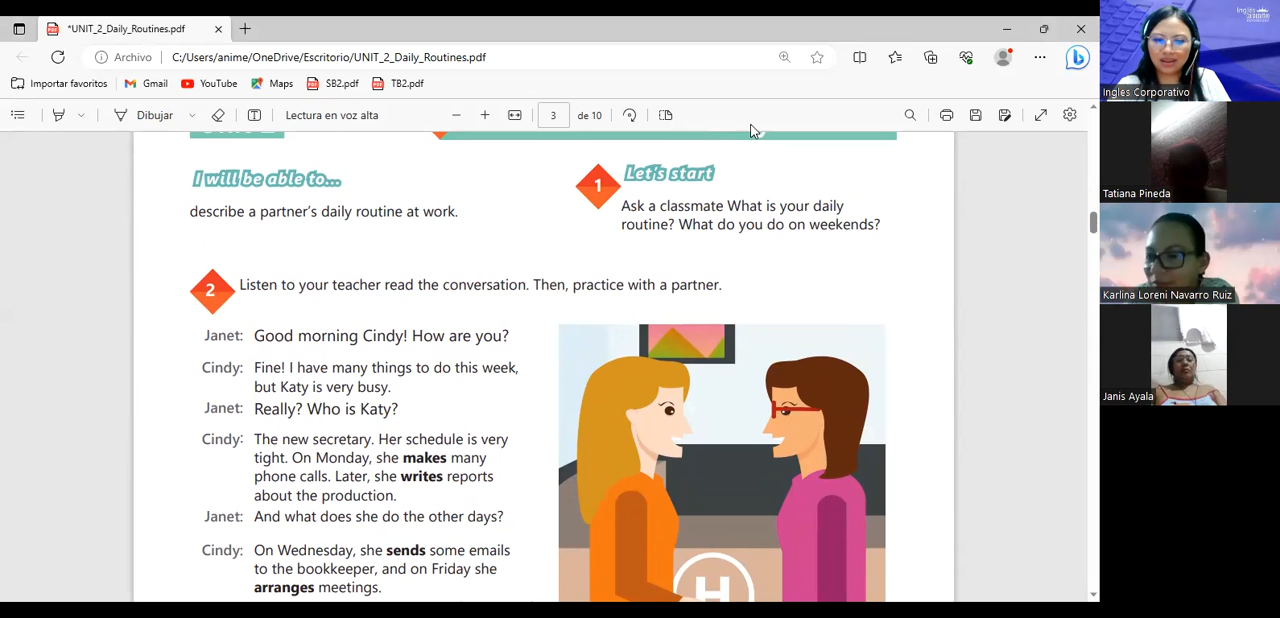 *UNIT_2_Daily_Routines.pdf
Archivo
C:/Users/anime/OneDrive/Escritorio/UNIT_2_Daily_Routines.pdf
Importar favoritos
Gmail
YouTube
Maps
SB2.pdf
TB2.pdf
Dibujar
Lectura en voz alta
3
de 10
I will be able to...
describe a partner's daily routine at work.
1
Let's start
Ask a classmate What is your daily
routine? What do you do on weekends?
2
Listen to your teacher read the conversation. Then, practice with a partner.
Janet: Good morning Cindy! How are you?
Cindy: Fine! I have many things to do this week,
but Katy is very busy.
Janet: Really? Who is Katy?
Cindy: The new secretary. Her schedule is very
tight. On Monday, she makes many
phone calls. Later, she writes reports
about the production.
Janet: And what does she do the other days?
Cindy: On Wednesday, she sends some emails
to the bookkeeper, and on Friday she
arranges meetings.
H
Inglés
Ingles Corporativo
Tatiana Pineda
Karlina Loreni Navarro Ruiz
Janis Ayala